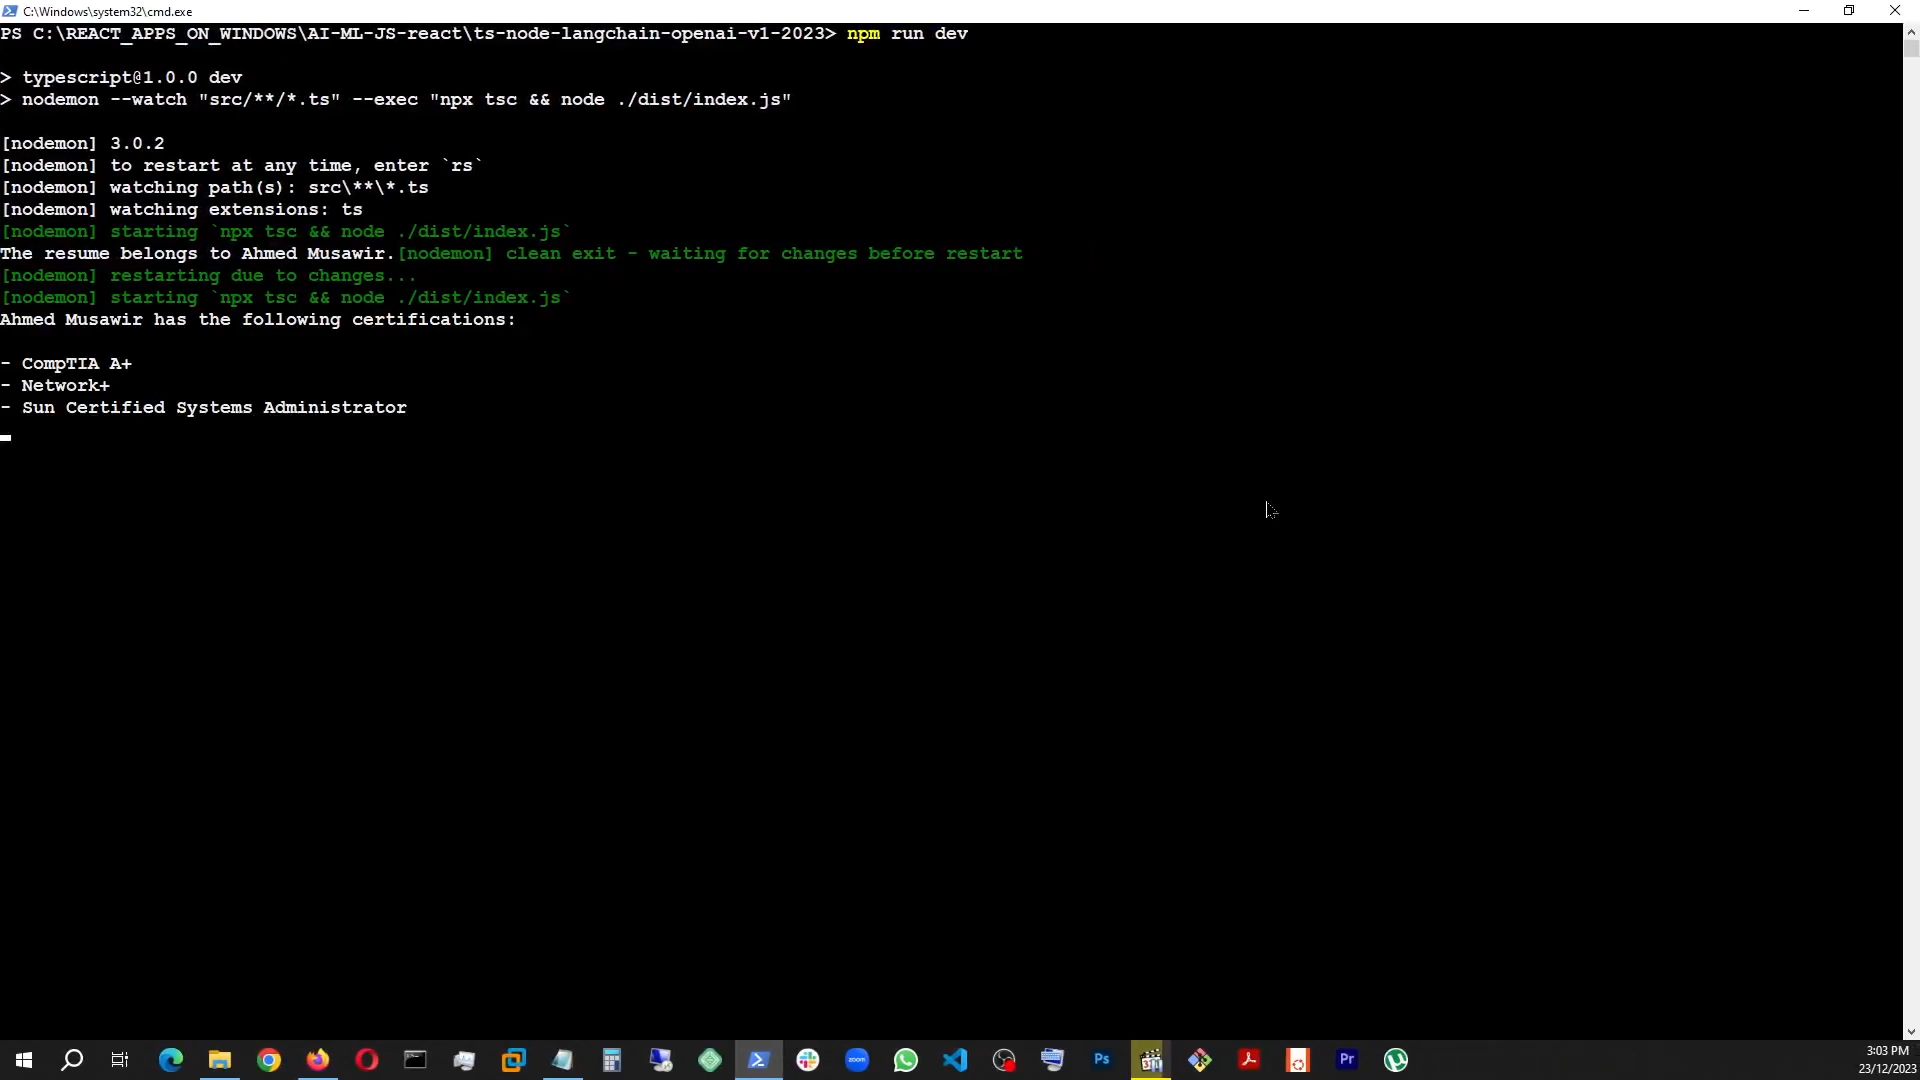 C:\Windows\system32\cmd.exe
PS C:\REACT_APPS_ON_WINDOWS\AI-ML-JS-react\ts-node-langchain-openai-v1-2023> npm run dev
> typescript@1.0.0 dev
> nodemon --watch "src/**/*.ts" --exec "npx tsc && node ./dist/index.js"
[nodemon] 3.0.2
[nodemon] to restart at any time, enter `rs`
[nodemon] watching path(s): src\**\*.ts
[nodemon] watching extensions: ts
[nodemon] starting `npx tsc && node ./dist/index.js`
The resume belongs to Ahmed Musawir.[nodemon] clean exit - waiting for changes before restart
[nodemon] restarting due to changes...
[nodemon] starting `npx tsc && node ./dist/index.js`
Ahmed Musawir has the following certifications:
- CompTIA A+
- Network+
- Sun Certified Systems Administrator
zoom
Ps
Pr
3:03 PM
23/12/2023